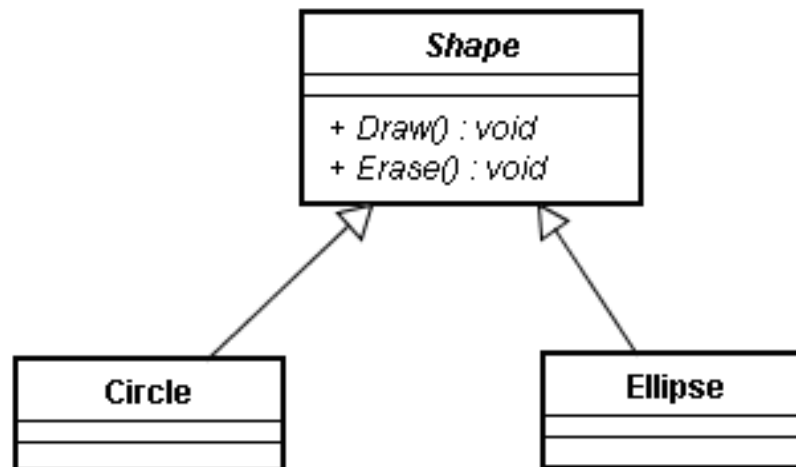 Shape
+ Draw() : void
+ Erase() : void
Circle
Ellipse